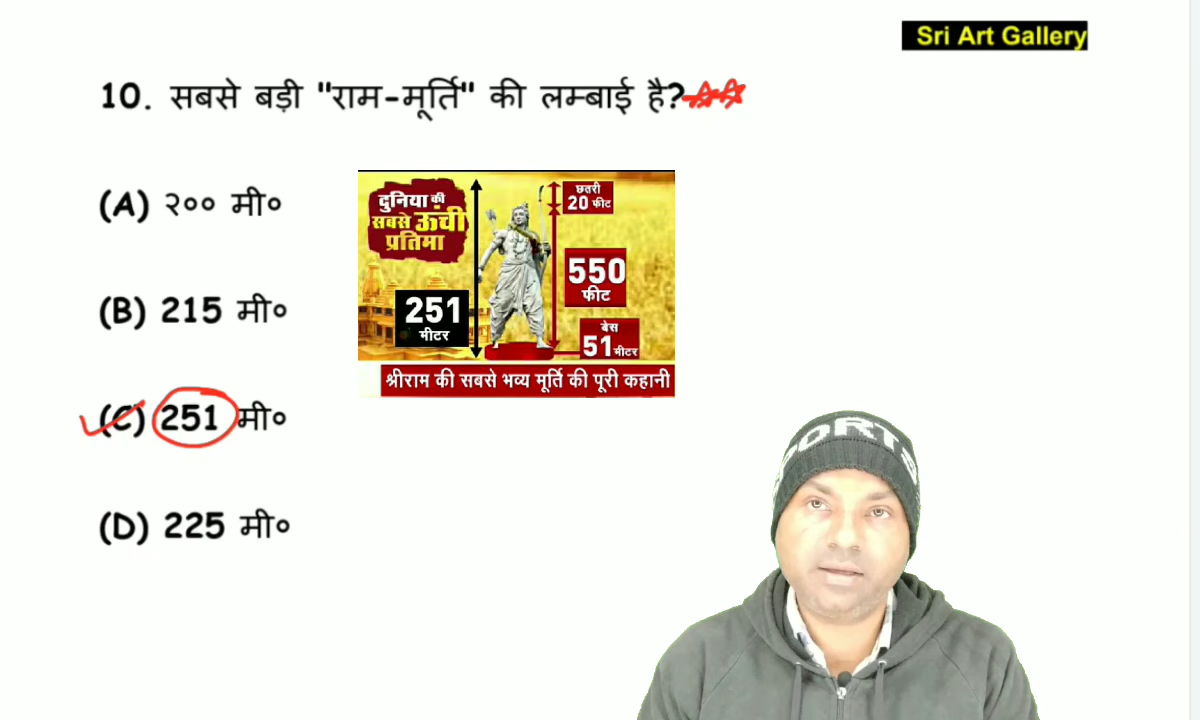 Sri Art Gallery
10. सबसे बड़ी "राम-मूर्ति" की लम्बाई है?
(A) २०० मी०
दुनिया की
सबसे ऊंची
प्रतिमा
छतरी
20 फीट
550
फीट
251
मीटर
बेस
51 मीटर
श्रीराम की सबसे भव्य मूर्ति की पूरी कहानी
(B) 215 मी०
(C) 251 मी०
(D) 225 मी०
PORTS